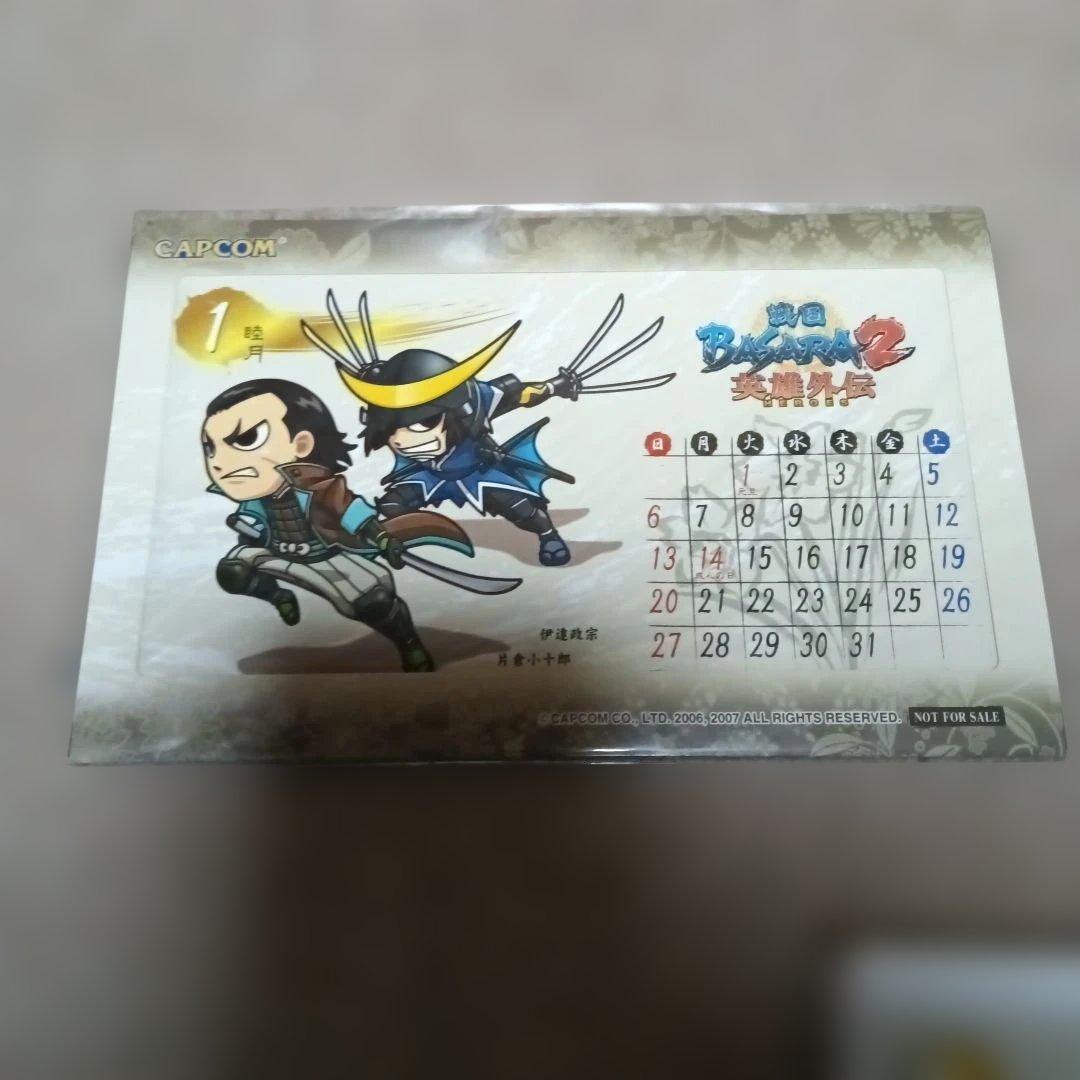 CAPCOM
1
睦月
戦国
BASARA2
英雄外伝
HEROES
日 月 火 水 木 金 土
1 2 3 4 5
元旦
6 7 8 9 10 11 12
13 14 15 16 17 18 19
成人の日
20 21 22 23 24 25 26
27 28 29 30 31
伊達政宗
片倉小十郎
©CAPCOM CO., LTD. 2006, 2007 ALL RIGHTS RESERVED. NOT FOR SALE